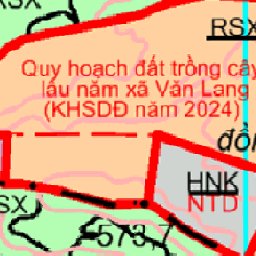 RSX
Quy hoạch đất trồng cây
lâu năm xã Văn Lang
(KHSDĐ năm 2024)
đồn
HNK
NTD
SX
573.7